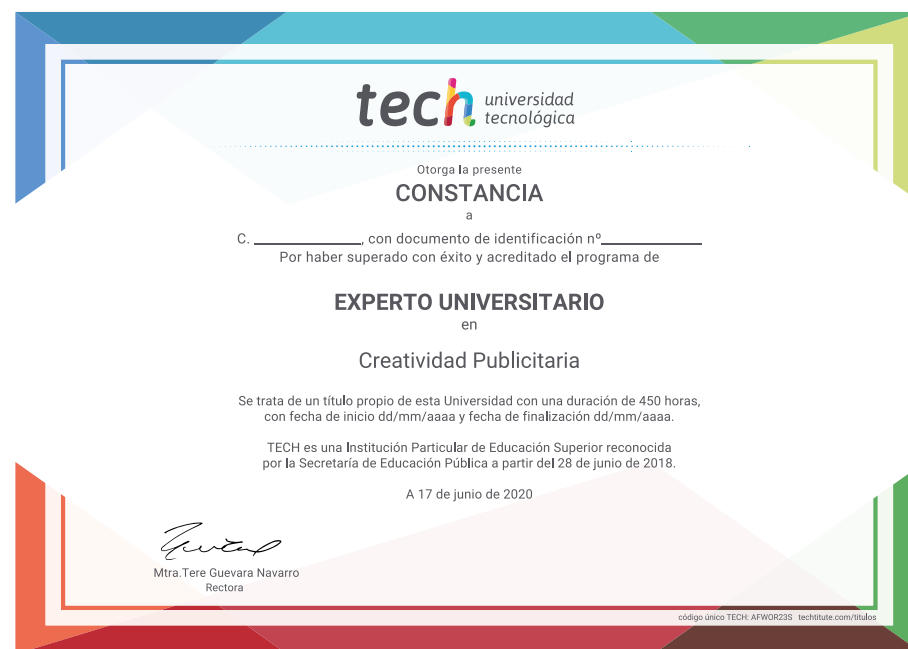 tech universidad
tecnológica
Otorga la presente
CONSTANCIA
a
C. ____________, con documento de identificación nº____________
Por haber superado con éxito y acreditado el programa de
EXPERTO UNIVERSITARIO
en
Creatividad Publicitaria
Se trata de un título propio de esta Universidad con una duración de 450 horas,
con fecha de inicio dd/mm/aaaa y fecha de finalización dd/mm/aaaa.
TECH es una Institución Particular de Educación Superior reconocida
por la Secretaría de Educación Pública a partir del 28 de junio de 2018.
A 17 de junio de 2020
Mtra.Tere Guevara Navarro
Rectora
código único TECH: AFWOR23S techtitute.com/titulos